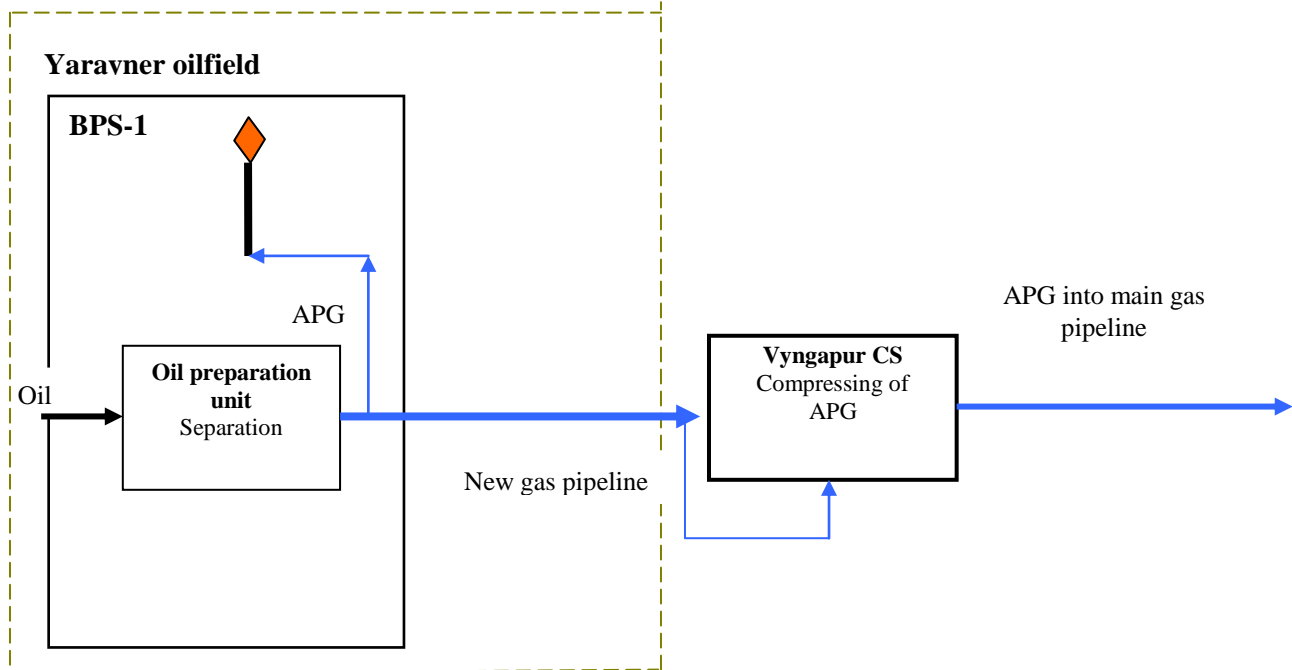 Yaravner oilfield
BPS-1
APG
Oil
Oil preparation
unit
Separation
New gas pipeline
Vyngapur CS
Compressing of
APG
APG into main gas
pipeline